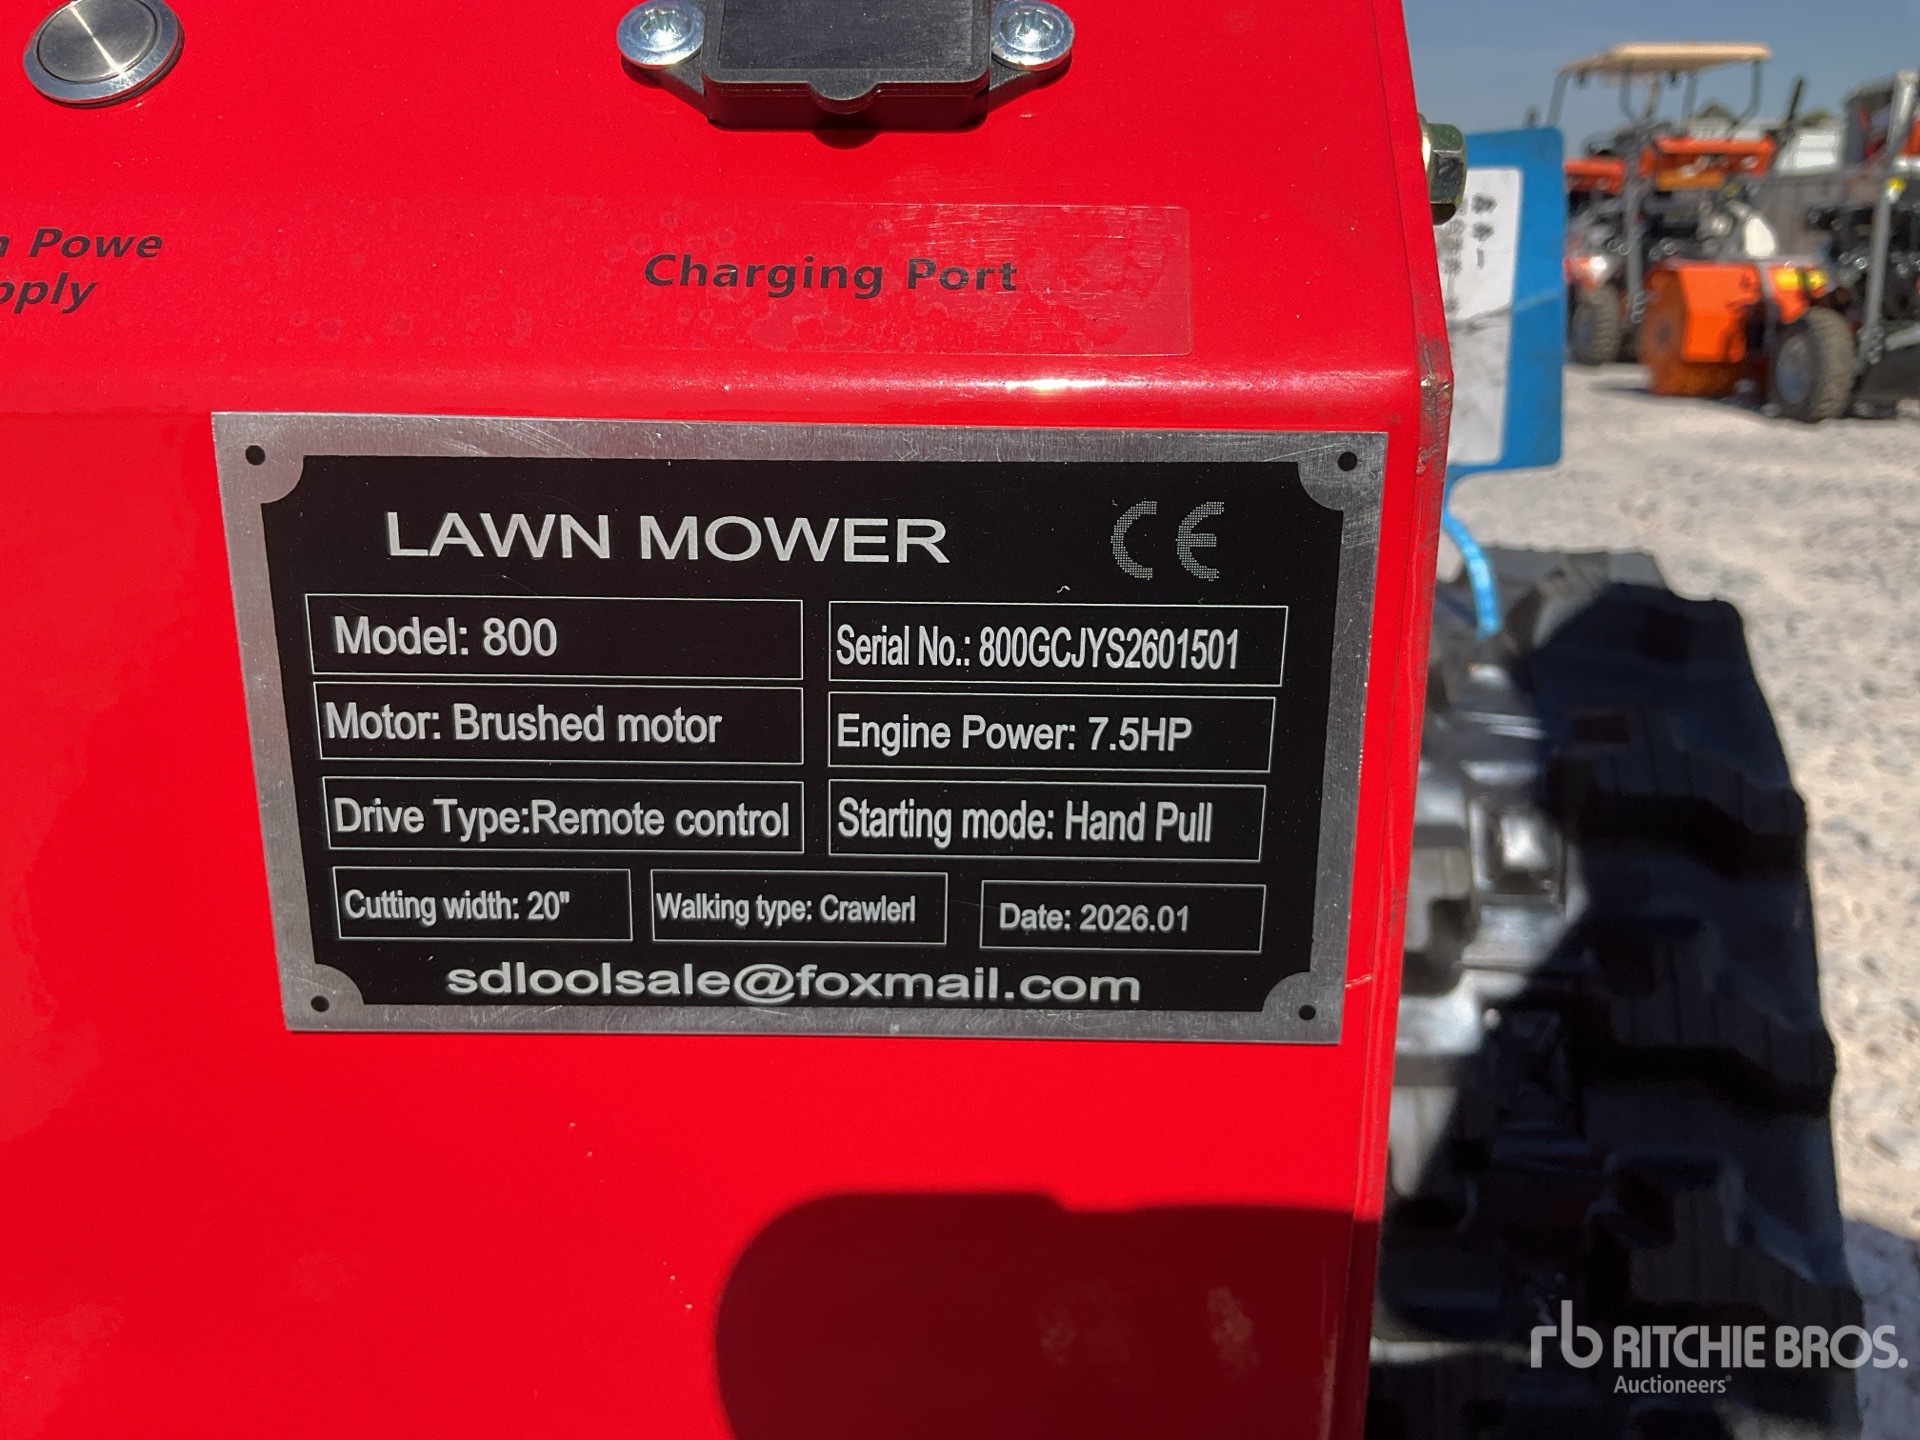 n Powe
pply
Charging Port
LAWN MOWER CE
Model: 800
Serial No.: 800GCJYS2601501
Motor: Brushed motor
Engine Power: 7.5HP
Drive Type:Remote control
Starting mode: Hand Pull
Cutting width: 20"
Walking type: Crawlerl
Date: 2026.01
sdloolsale@foxmail.com
rb RITCHIE BROS.
Auctioneers